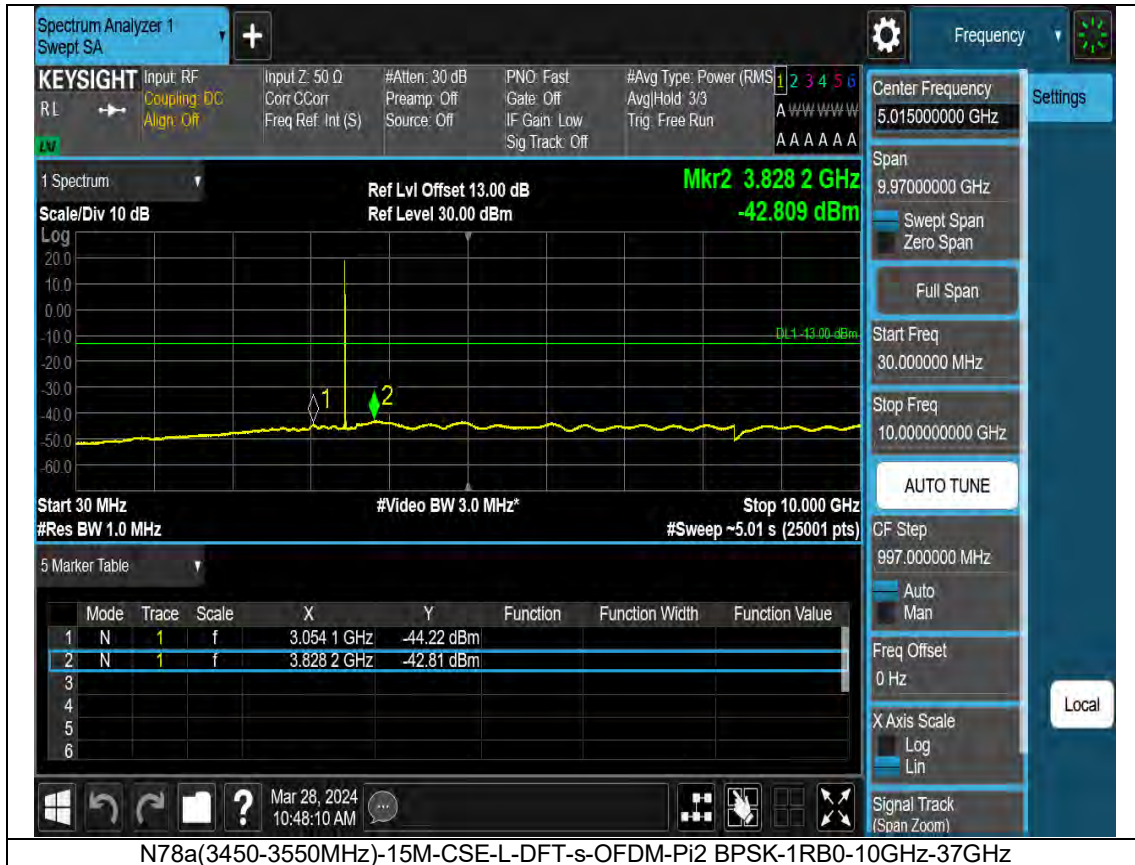 Spectrum Analyzer 1
Swept SA
+
Frequency
KEYSIGHT
RL
Input: RF
Coupling: DC
Align: Off
Input Z: 50 Ω
Corr CCorr
Freq Ref: Int (S)
#Atten: 30 dB
Preamp: Off
Source: Off
PNO: Fast
Gate: Off
IF Gain: Low
Sig Track: Off
#Avg Type: Power (RMS
Avg|Hold: 3/3
Trig: Free Run
1 2 3 4 5 6
A W W W W W
A A A A A A
1 Spectrum
Scale/Div 10 dB
Ref Lvl Offset 13.00 dB
Ref Level 30.00 dBm
Mkr2 3.828 2 GHz
-42.809 dBm
Log
20.0
10.0
0.00
-10.0
-20.0
-30.0
-40.0
-50.0
-60.0
DL1 -13.00 dBm
1
2
Start 30 MHz
#Video BW 3.0 MHz*
Stop 10.000 GHz
#Res BW 1.0 MHz
#Sweep ~5.01 s (25001 pts)
5 Marker Table
Mode Trace Scale X Y Function Function Width Function Value
1 N 1 f 3.054 1 GHz -44.22 dBm
2 N 1 f 3.828 2 GHz -42.81 dBm
3
4
5
6
Mar 28, 2024
10:48:10 AM
?
Center Frequency
5.015000000 GHz
Settings
Span
9.97000000 GHz
Swept Span
Zero Span
Full Span
Start Freq
30.000000 MHz
Stop Freq
10.000000000 GHz
AUTO TUNE
CF Step
997.000000 MHz
Auto
Man
Freq Offset
0 Hz
X Axis Scale
Log
Lin
Local
Signal Track
(Span Zoom)
N78a(3450-3550MHz)-15M-CSE-L-DFT-s-OFDM-Pi2 BPSK-1RB0-10GHz-37GHz